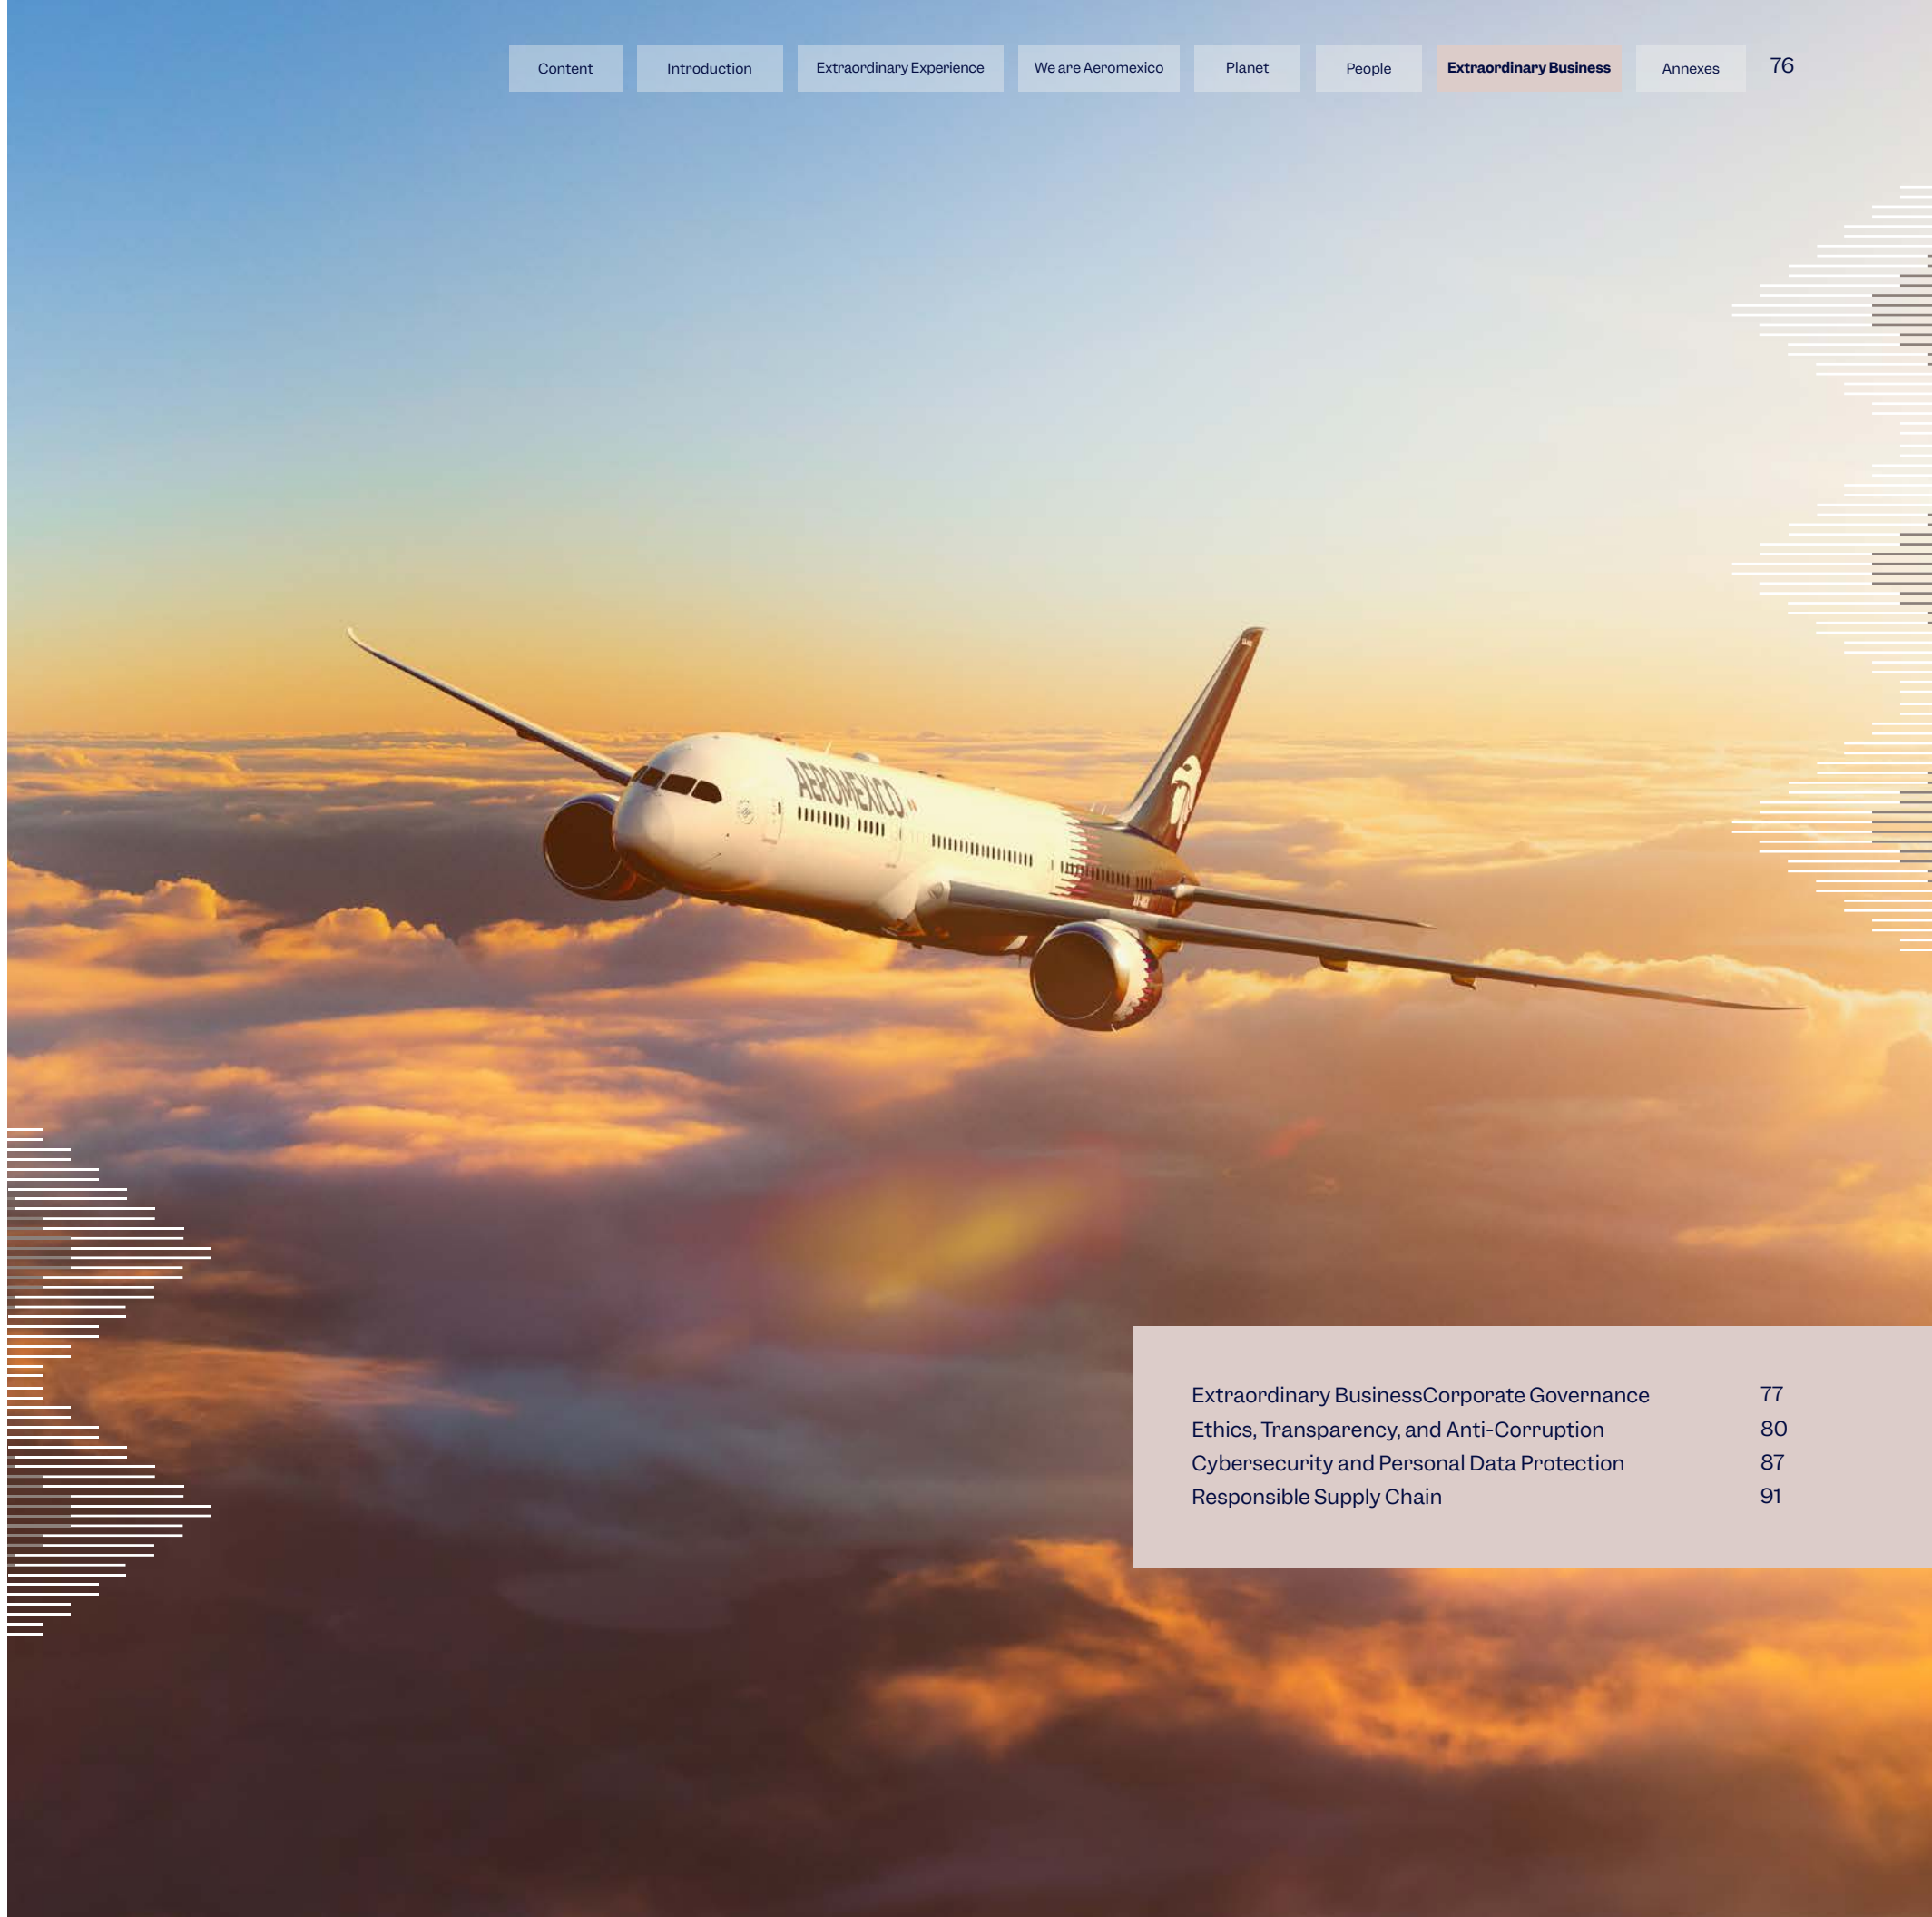 Content Introduction Extraordinary Experience We are Aeromexico Planet People Extraordinary Business Annexes 76
AEROMEXICO
Extraordinary BusinessCorporate Governance 77
Ethics, Transparency, and Anti-Corruption 80
Cybersecurity and Personal Data Protection 87
Responsible Supply Chain 91